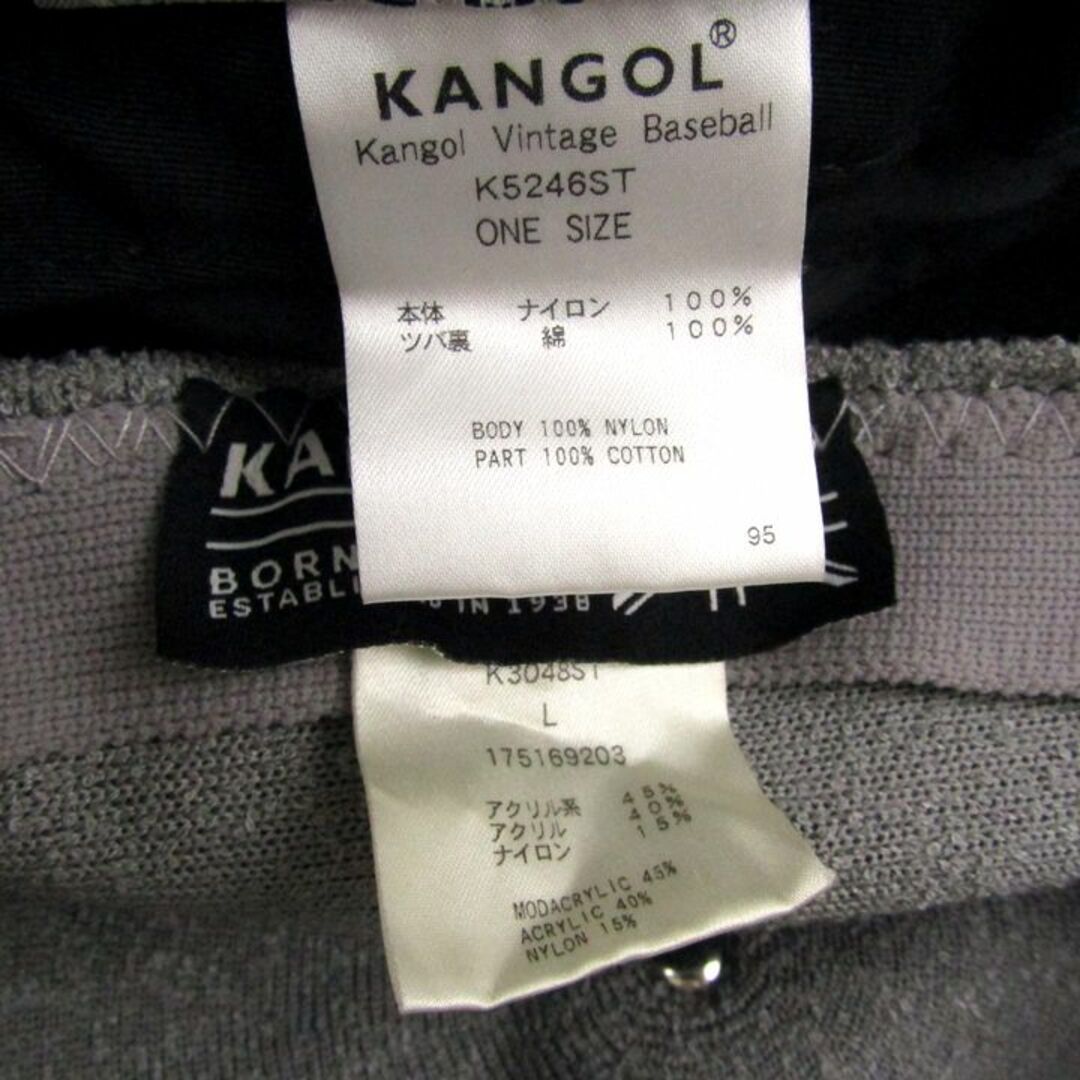 KANGOL®
Kangol Vintage Baseball
K5246ST
ONE SIZE
本体 ナイロン 100%
ツバ裏 綿 100%
BODY 100% NYLON
PART 100% COTTON
95
KA
BORN
ESTABLI
IN 1938
K3048ST
L
175169203
アクリル系 45%
アクリル 40%
ナイロン 15%
MODACRYLIC 45%
ACRYLIC 40%
NYLON 15%